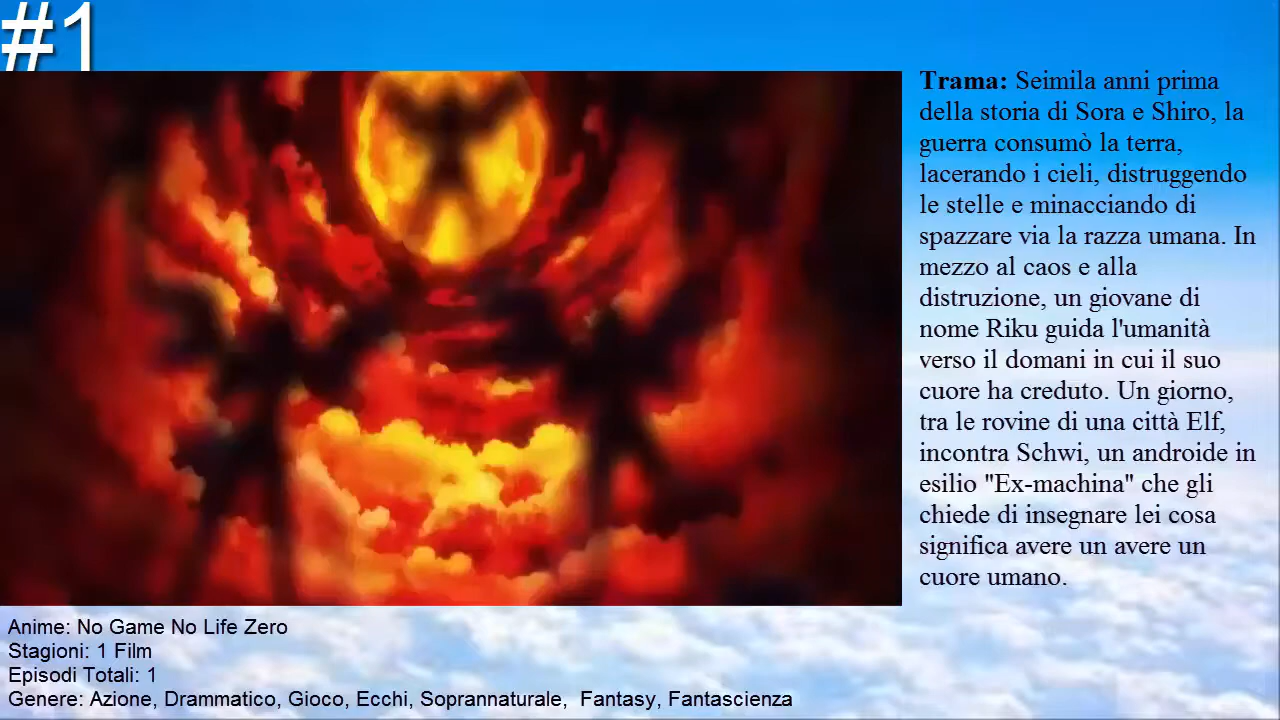 #1
Trama: Seimila anni prima
della storia di Sora e Shiro, la
guerra consumò la terra,
lacerando i cieli, distruggendo
le stelle e minacciando di
spazzare via la razza umana. In
mezzo al caos e alla
distruzione, un giovane di
nome Riku guida l'umanità
verso il domani in cui il suo
cuore ha creduto. Un giorno,
tra le rovine di una città Elf,
incontra Schwi, un androide in
esilio "Ex-machina" che gli
chiede di insegnare lei cosa
significa avere un avere un
cuore umano.
Anime: No Game No Life Zero
Stagioni: 1 Film
Episodi Totali: 1
Genere: Azione, Drammatico, Gioco, Ecchi, Soprannaturale,  Fantasy, Fantascienza